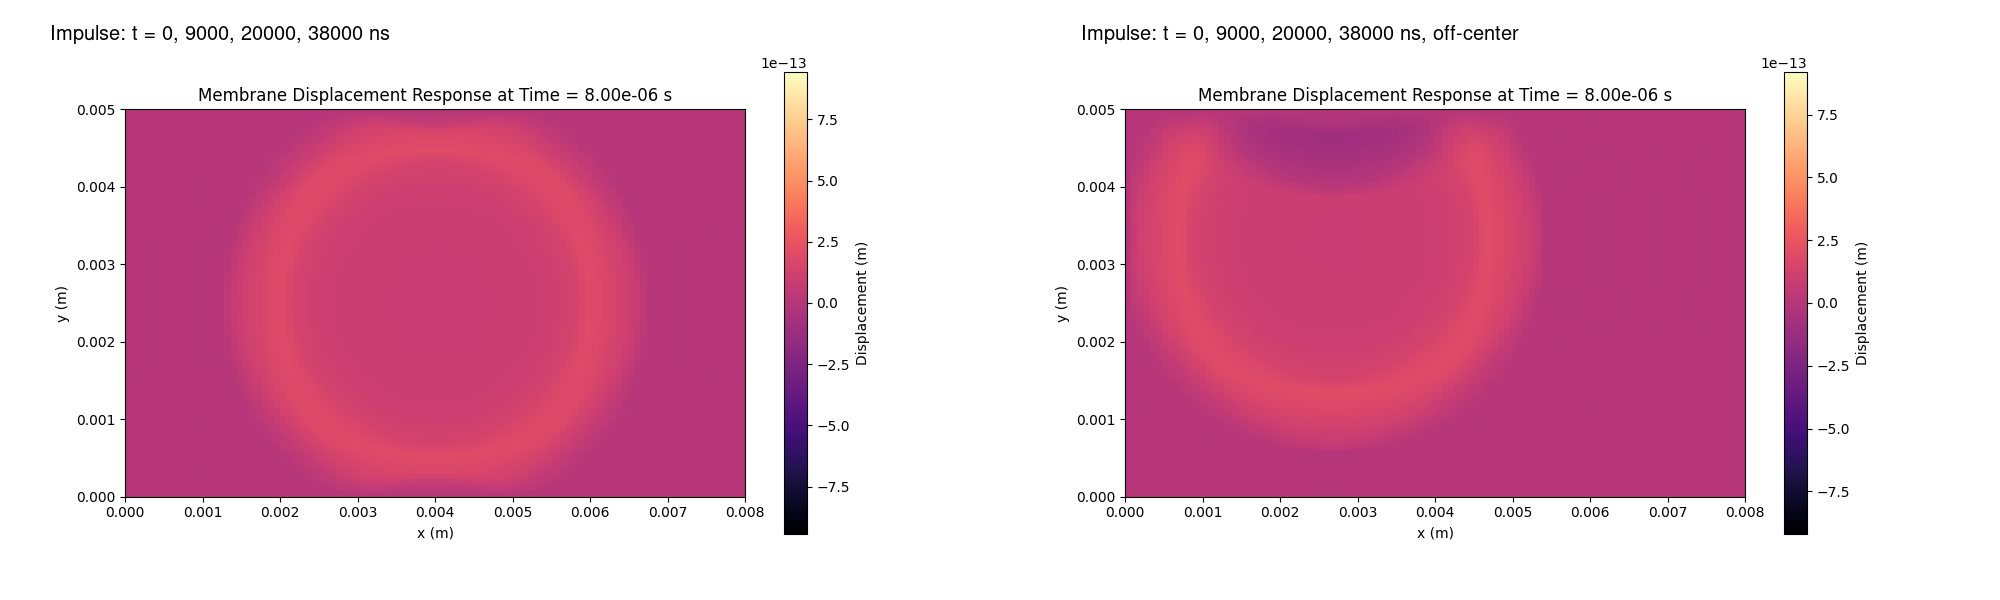 Impulse: t = 0, 9000, 20000, 38000 ns
1e−13
Membrane Displacement Response at Time = 8.00e-06 s
0.005
0.004
0.003
0.002
0.001
0.000
y (m)
0.000 0.001 0.002 0.003 0.004 0.005 0.006 0.007 0.008
x (m)
7.5
5.0
2.5
0.0
−2.5
−5.0
−7.5
Displacement (m)
Impulse: t = 0, 9000, 20000, 38000 ns, off-center
1e−13
Membrane Displacement Response at Time = 8.00e-06 s
0.005
0.004
0.003
0.002
0.001
0.000
y (m)
0.000 0.001 0.002 0.003 0.004 0.005 0.006 0.007 0.008
x (m)
7.5
5.0
2.5
0.0
−2.5
−5.0
−7.5
Displacement (m)